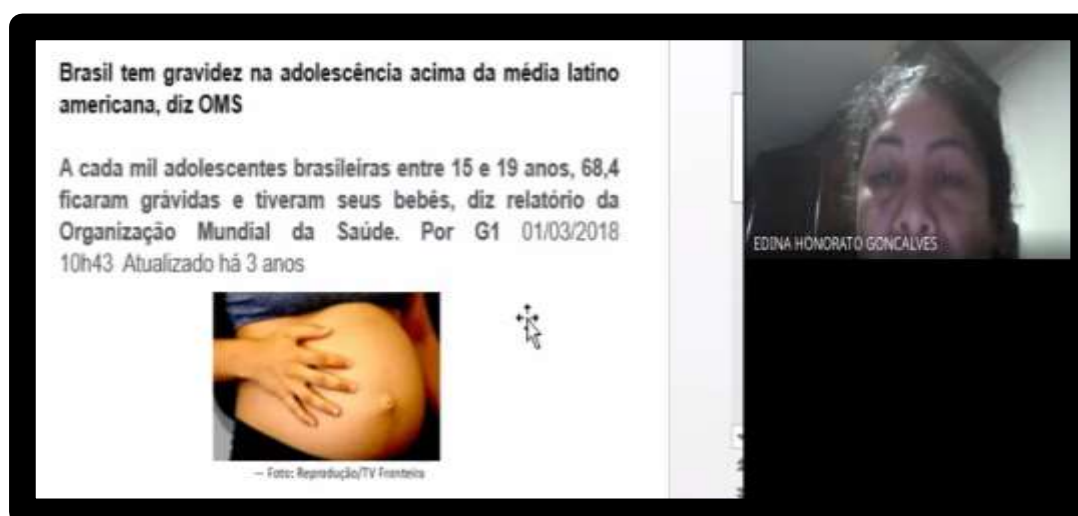 Brasil tem gravidez na adolescência acima da média latino
americana, diz OMS
A cada mil adolescentes brasileiras entre 15 e 19 anos, 68,4
ficaram grávidas e tiveram seus bebês, diz relatório da
Organização Mundial da Saúde. Por G1 01/03/2018
10h43 Atualizado há 3 anos
— Foto: Reprodução/TV Fronteira
EDINA HONORATO GONCALVES